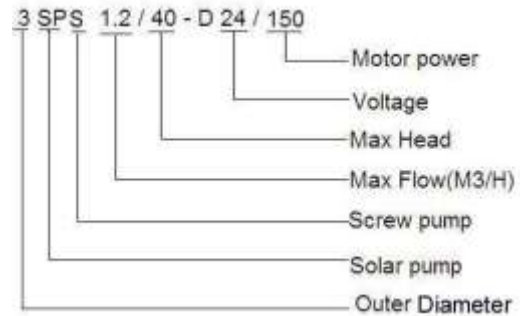 3 SPS 1.2 / 40 - D 24 / 150
Motor power
Voltage
Max Head
Max Flow(M3/H)
Screw pump
Solar pump
Outer Diameter